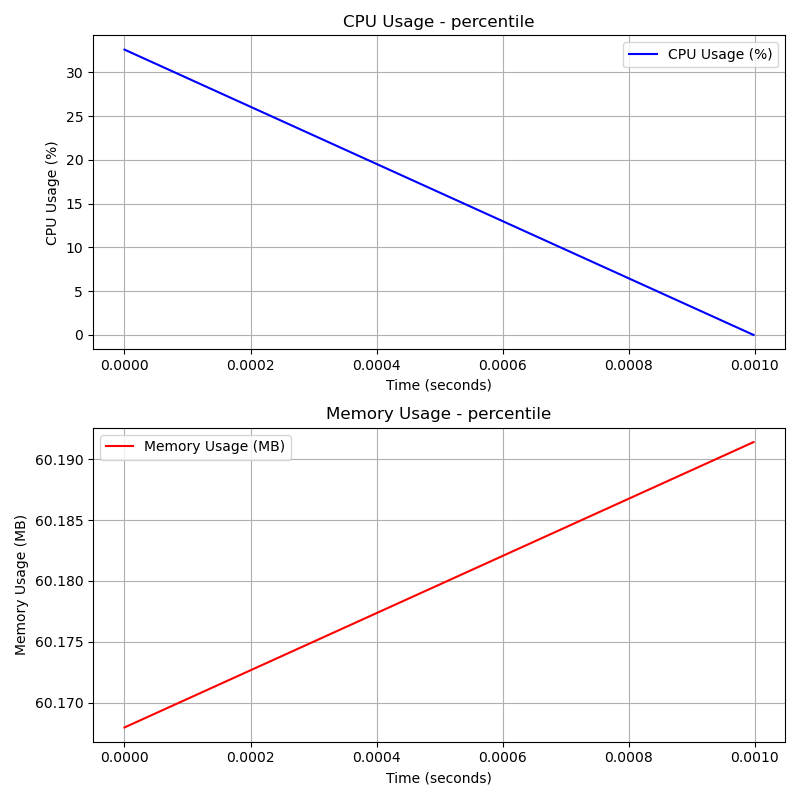 CPU Usage - percentile
CPU Usage (%)
CPU Usage (%)
30
25
20
15
10
5
0
0.0000 0.0002 0.0004 0.0006 0.0008 0.0010
Time (seconds)
Memory Usage - percentile
Memory Usage (MB)
Memory Usage (MB)
60.190
60.185
60.180
60.175
60.170
0.0000 0.0002 0.0004 0.0006 0.0008 0.0010
Time (seconds)